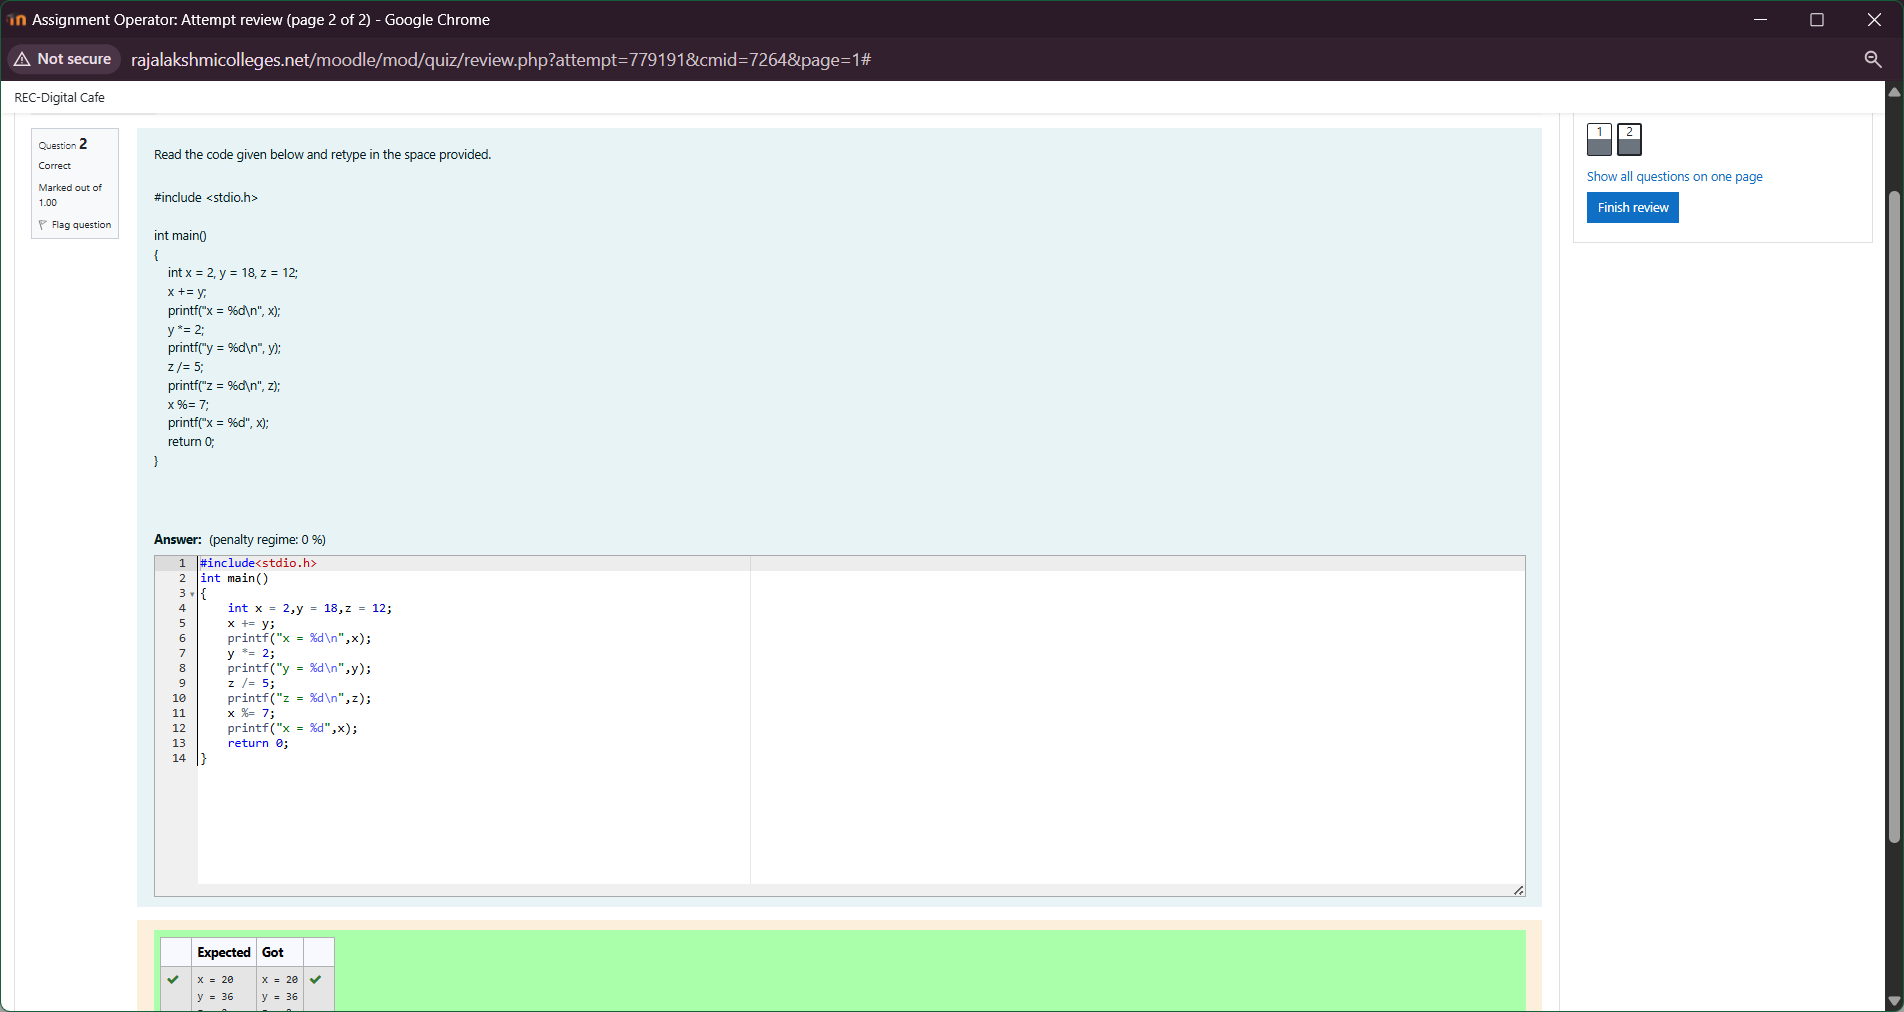 Assignment Operator: Attempt review (page 2 of 2) - Google Chrome
Not secure rajalakshmicolleges.net/moodle/mod/quiz/review.php?attempt=779191&cmid=7264&page=1#
REC-Digital Cafe
Question 2
Correct
Marked out of
1.00
Flag question
Read the code given below and retype in the space provided.
#include <stdio.h>
int main()
{
int x = 2, y = 18, z = 12;
x += y;
printf("x = %d\n", x);
y *= 2;
printf("y = %d\n", y);
z /= 5;
printf("z = %d\n", z);
x %= 7;
printf("x = %d", x);
return 0;
}
Answer: (penalty regime: 0 %)
1 #include<stdio.h>
2 int main()
3 {
4 int x = 2,y = 18,z = 12;
5 x += y;
6 printf("x = %d\n",x);
7 y *= 2;
8 printf("y = %d\n",y);
9 z /= 5;
10 printf("z = %d\n",z);
11 x %= 7;
12 printf("x = %d",x);
13 return 0;
14 }
Expected Got
x = 20 x = 20
y = 36 y = 36
1 2
Show all questions on one page
Finish review